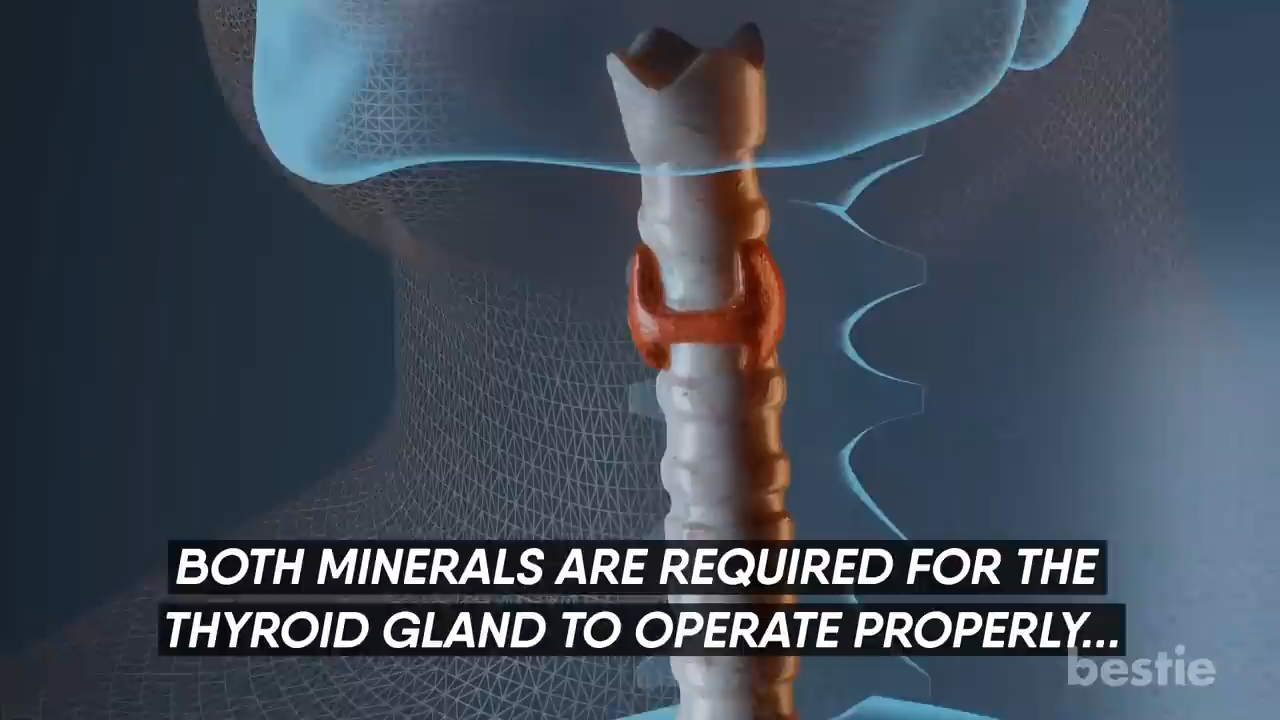 BOTH MINERALS ARE REQUIRED FOR THE
THYROID GLAND TO OPERATE PROPERLY...
bestie